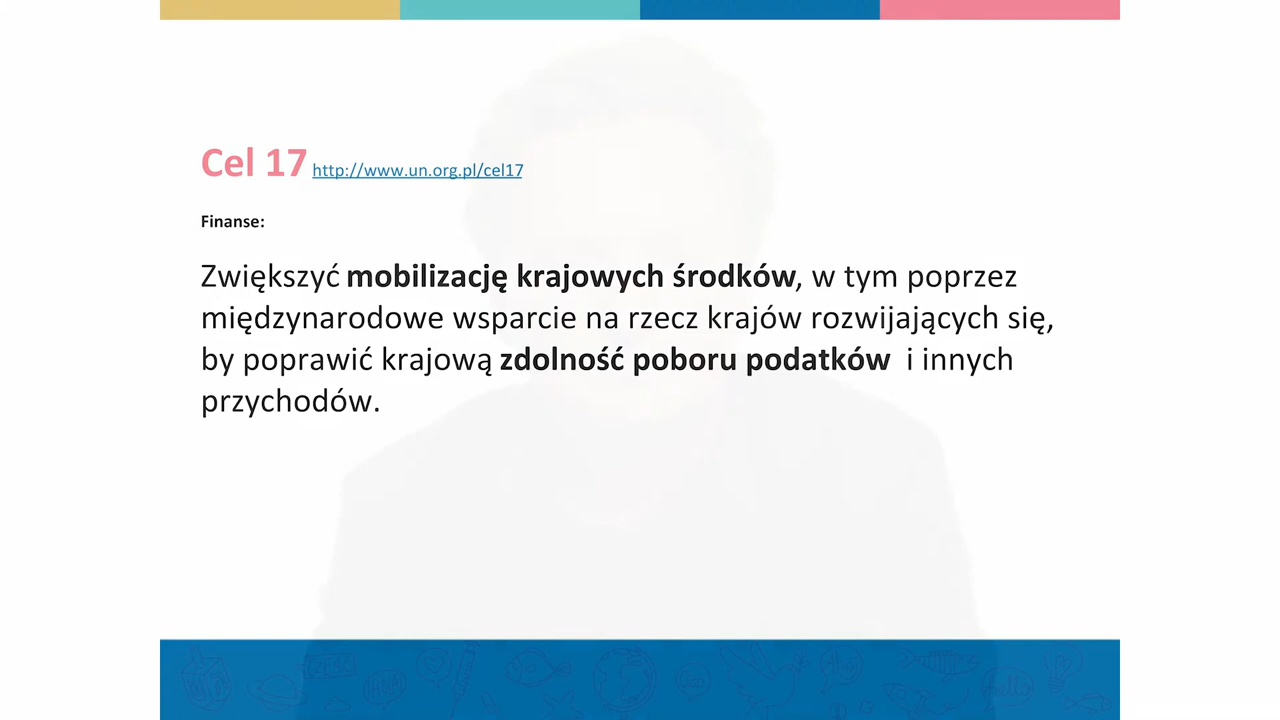 Cel 17 http://www.un.org.pl/cel17
Finanse:
Zwiększyć mobilizację krajowych środków, w tym poprzez
międzynarodowe wsparcie na rzecz krajów rozwijających się,
by poprawić krajową zdolność poboru podatków i innych
przychodów.